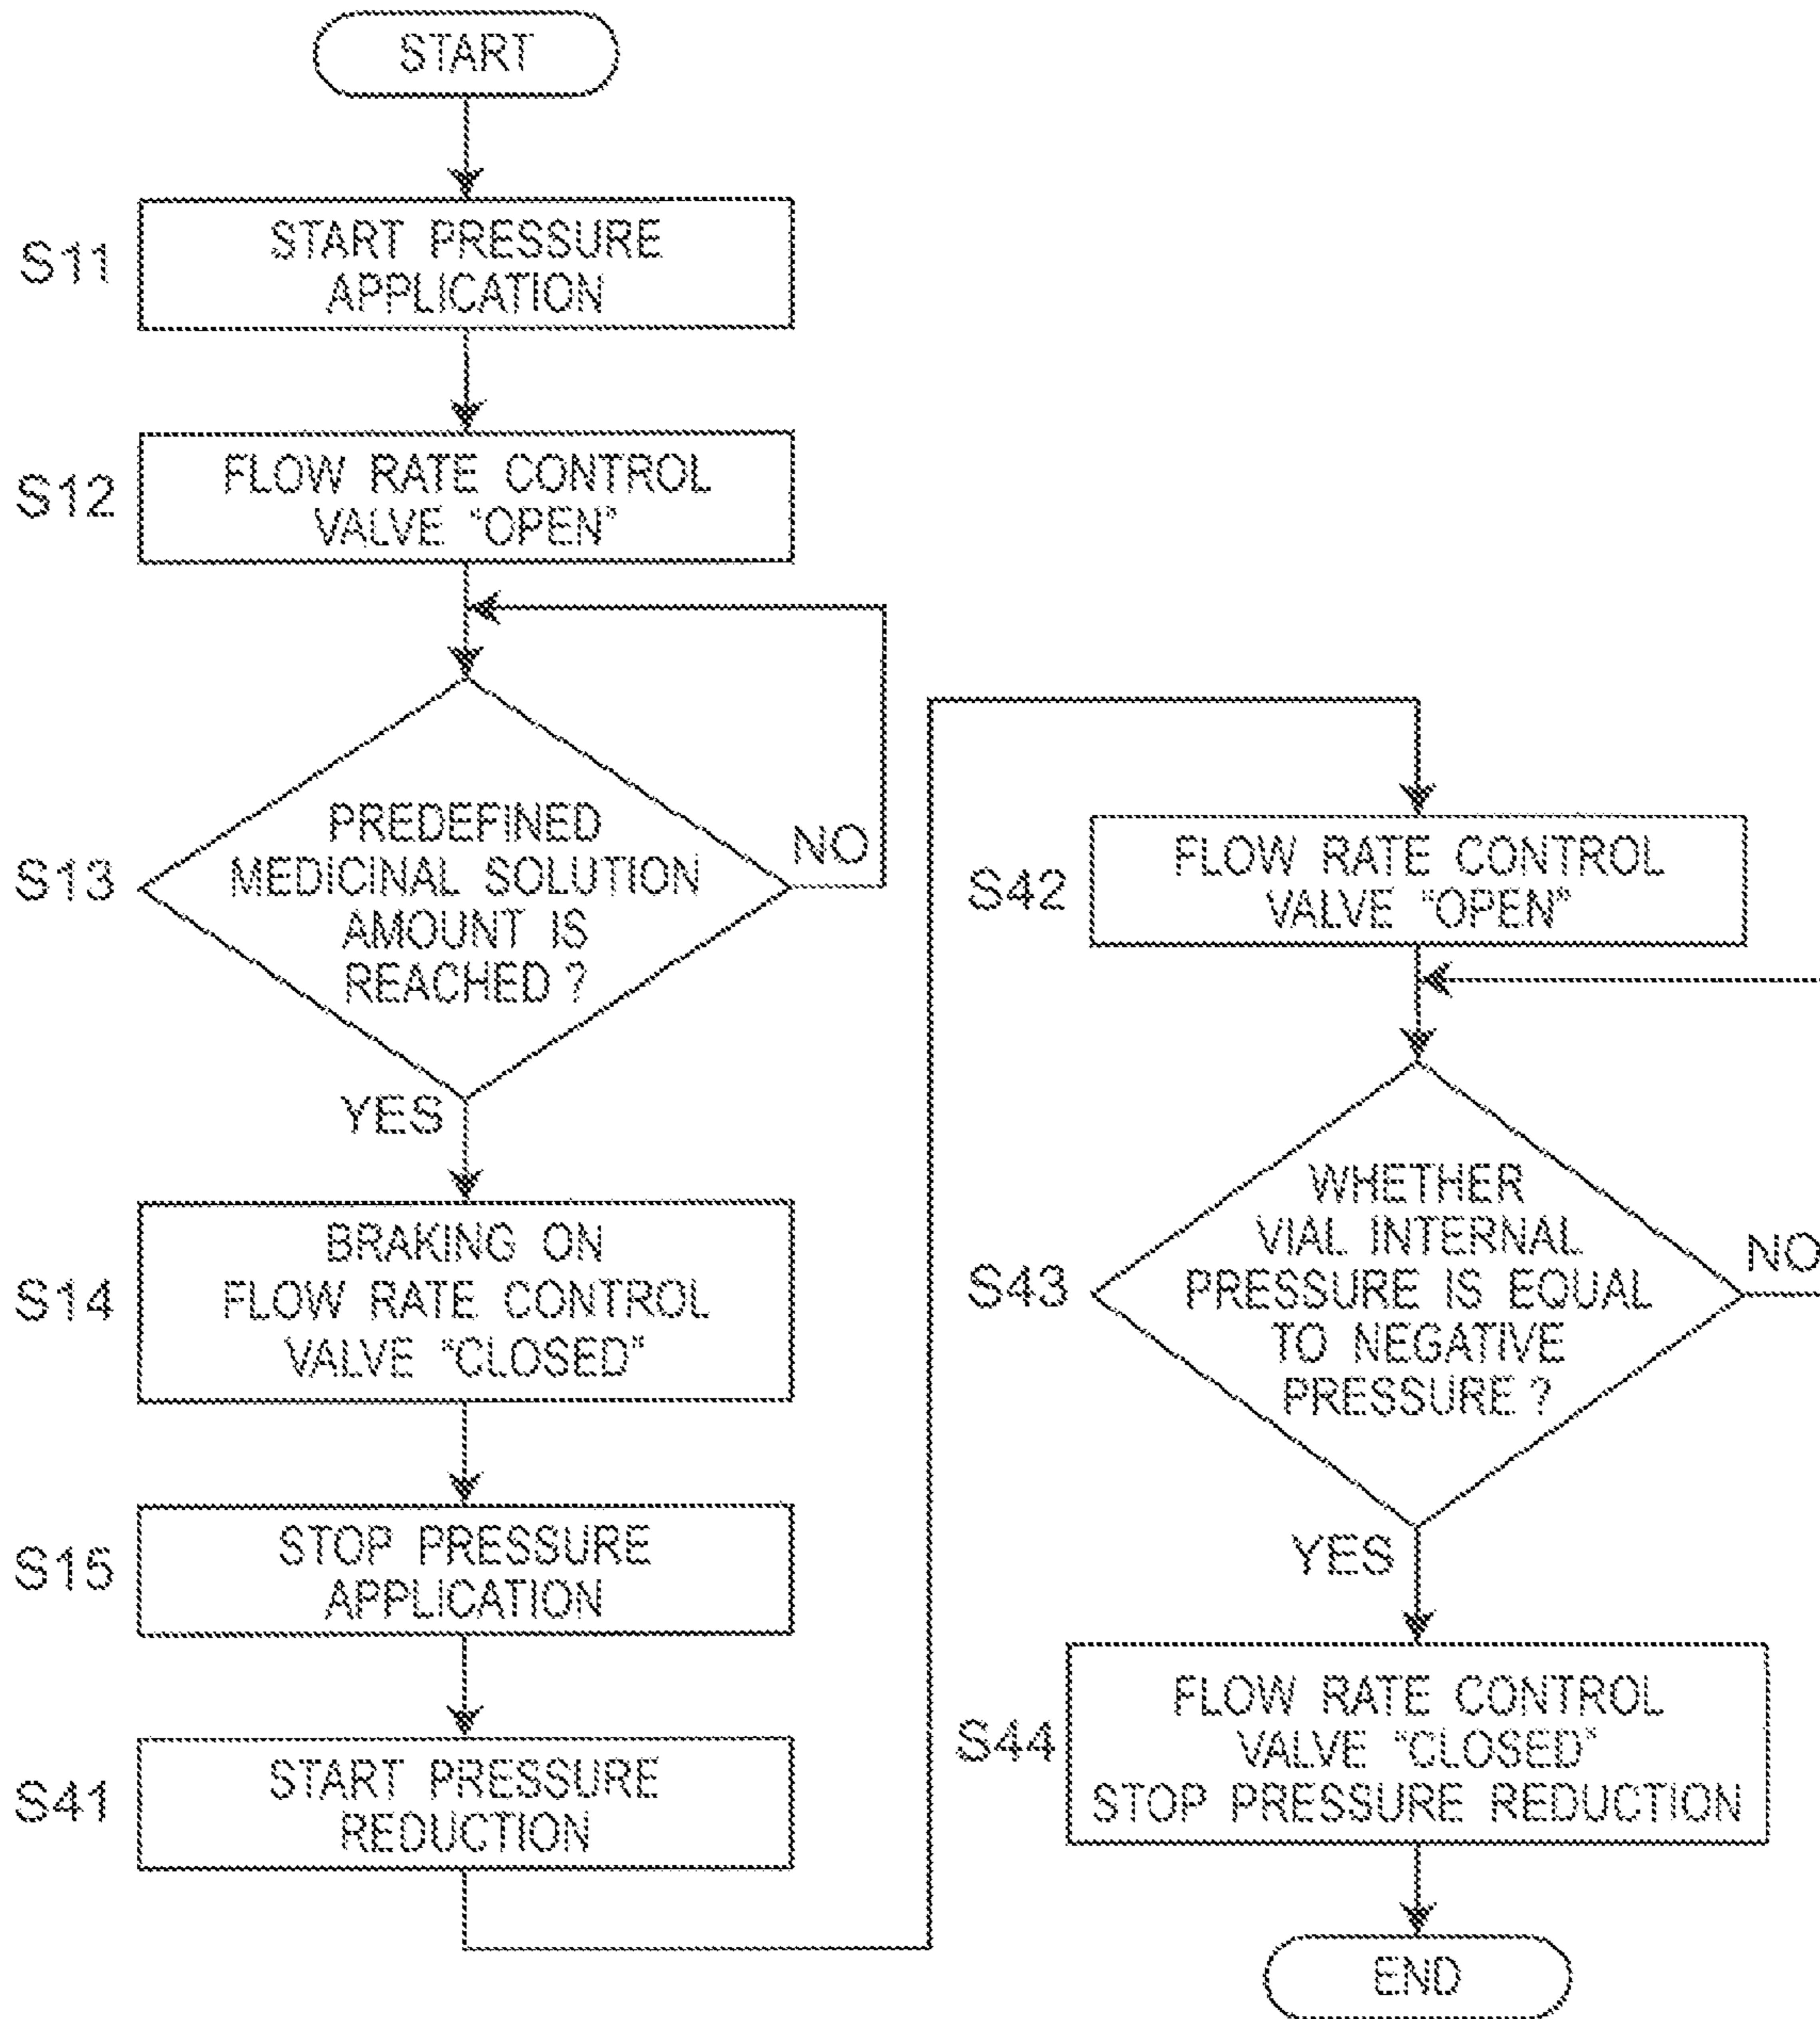 START
S11
START PRESSURE
APPLICATION
S12
FLOW RATE CONTROL
VALVE "OPEN"
S13
PREDEFINED
MEDICINAL SOLUTION
AMOUNT IS
REACHED ?
NO
YES
S14
BRAKING ON
FLOW RATE CONTROL
VALVE "CLOSED"
S15
STOP PRESSURE
APPLICATION
S41
START PRESSURE
REDUCTION
S42
FLOW RATE CONTROL
VALVE "OPEN"
S43
WHETHER
VIAL INTERNAL
PRESSURE IS EQUAL
TO NEGATIVE
PRESSURE ?
NO
YES
S44
FLOW RATE CONTROL
VALVE "CLOSED"
STOP PRESSURE REDUCTION
END